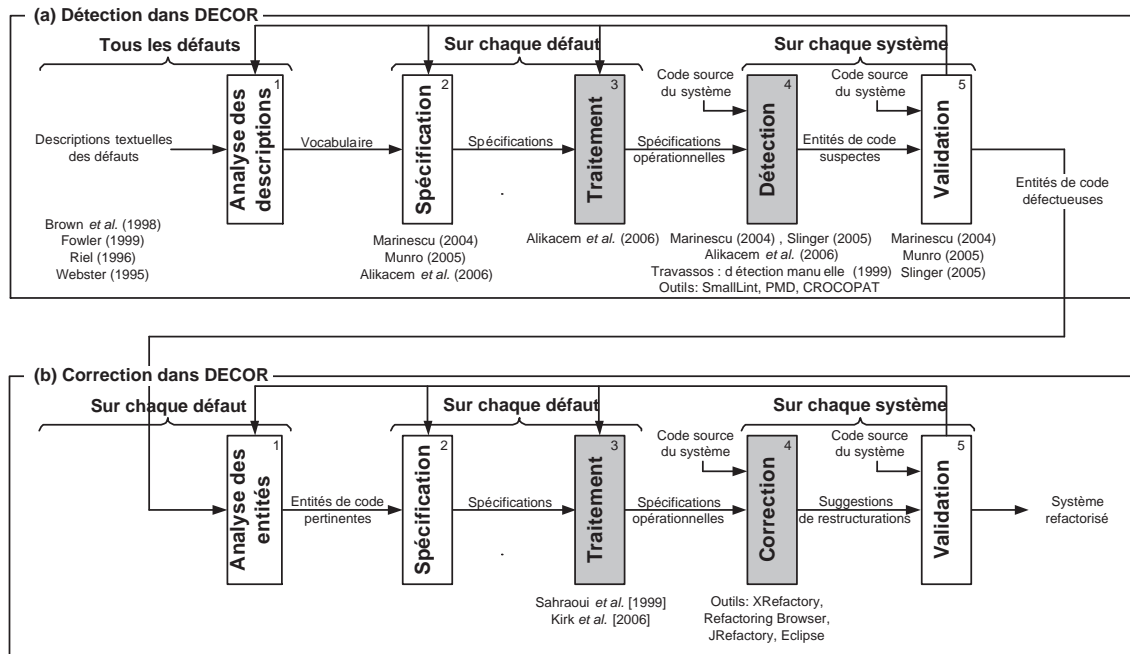 (a) Détection dans DECOR
Tous les défauts
Sur chaque défaut
Sur chaque système
1
Analyse des
descriptions
2
Spécification
3
Traitement
4
Détection
5
Validation
Code source
du système
Code source
du système
Descriptions textuelles
des défauts
Vocabulaire
Spécifications
Spécifications
opérationnelles
Entités de code
suspectes
Entités de code
défectueuses
Brown et al. (1998)
Fowler (1999)
Riel (1996)
Webster (1995)
Marinescu (2004)
Munro (2005)
Alikacem et al. (2006)
Alikacem et al. (2006)
Marinescu (2004) , Slinger (2005)
Alikacem et al. (2006)
Travassos : d étection manu elle (1999)
Outils: SmallLint, PMD, CROCOPAT
Marinescu (2004)
Munro (2005)
Slinger (2005)
(b) Correction dans DECOR
Sur chaque défaut
Sur chaque défaut
Sur chaque système
1
Analyse des
entités
2
Spécification
3
Traitement
4
Correction
5
Validation
Code source
du système
Code source
du système
Entités de code
pertinentes
Spécifications
Spécifications
opérationnelles
Suggestions
de restructurations
Système
refactorisé
Sahraoui et al. [1999]
Kirk et al. [2006]
Outils: XRefactory,
Refactoring Browser,
JRefactory, Eclipse